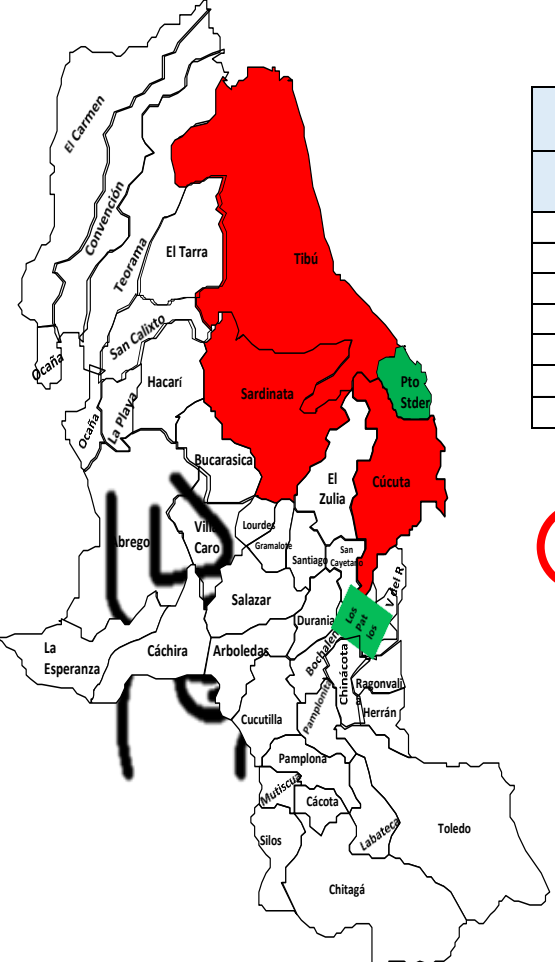 El Carmen
Convención
Teorama
El Tarra
Tibú
San Calixto
Ocaña
Hacarí
La Playa
Ocaña
Sardinata
Pto
Stder
Bucarasica
El
Zulia
Cúcuta
Abrego
Villa
Caro
Lourdes
Gramalote
Santiago
San
Cayetano
V del R
Salazar
Durania
Los
Pat
ios
La
Esperanza
Cáchira
Arboledas
Bochalem
Chinácota
Ragonvali
a
Herrán
Cucutilla
Pamplonita
Pamplona
Mutiscua
Cácota
Silos
Labateca
Toledo
Chitagá